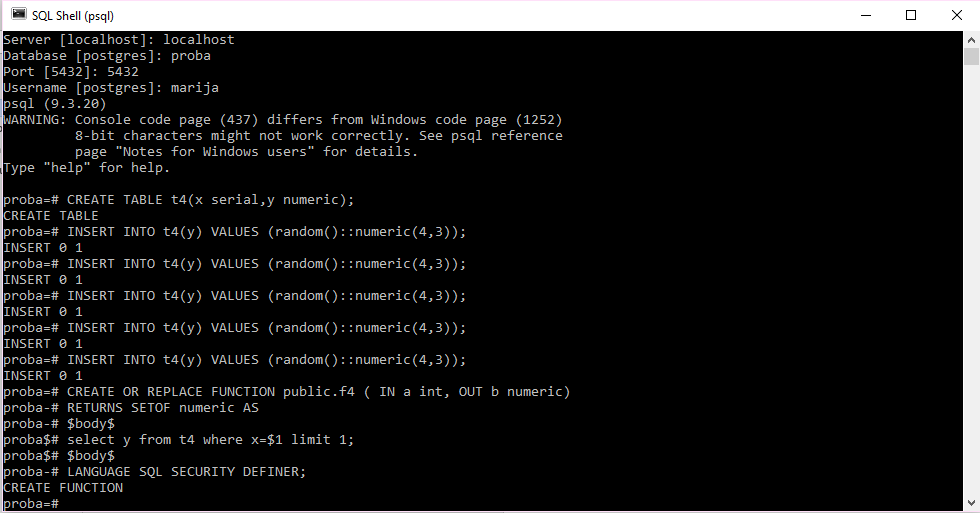 SQL Shell (psql)
Server [localhost]: localhost
Database [postgres]: proba
Port [5432]: 5432
Username [postgres]: marija
psql (9.3.20)
WARNING: Console code page (437) differs from Windows code page (1252)
         8-bit characters might not work correctly. See psql reference
         page "Notes for Windows users" for details.
Type "help" for help.

proba=# CREATE TABLE t4(x serial,y numeric);
CREATE TABLE
proba=# INSERT INTO t4(y) VALUES (random()::numeric(4,3));
INSERT 0 1
proba=# INSERT INTO t4(y) VALUES (random()::numeric(4,3));
INSERT 0 1
proba=# INSERT INTO t4(y) VALUES (random()::numeric(4,3));
INSERT 0 1
proba=# INSERT INTO t4(y) VALUES (random()::numeric(4,3));
INSERT 0 1
proba=# INSERT INTO t4(y) VALUES (random()::numeric(4,3));
INSERT 0 1
proba=# CREATE OR REPLACE FUNCTION public.f4 ( IN a int, OUT b numeric)
proba-# RETURNS SETOF numeric AS
proba-# $body$
proba$# select y from t4 where x=$1 limit 1;
proba$# $body$
proba-# LANGUAGE SQL SECURITY DEFINER;
CREATE FUNCTION
proba=#